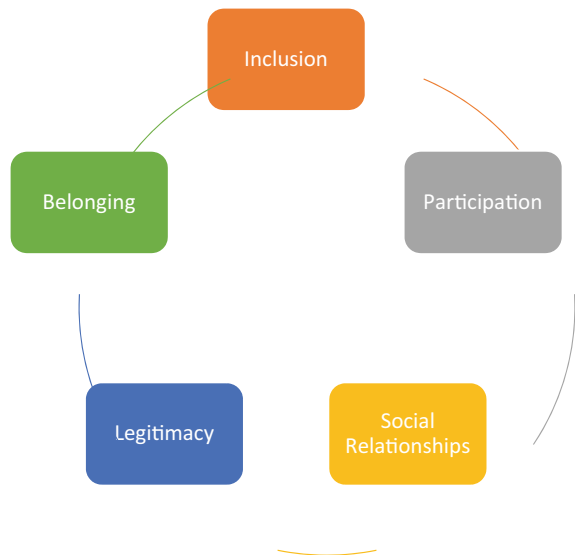 Inclusion
Participation
Social
Relationships
Legitimacy
Belonging